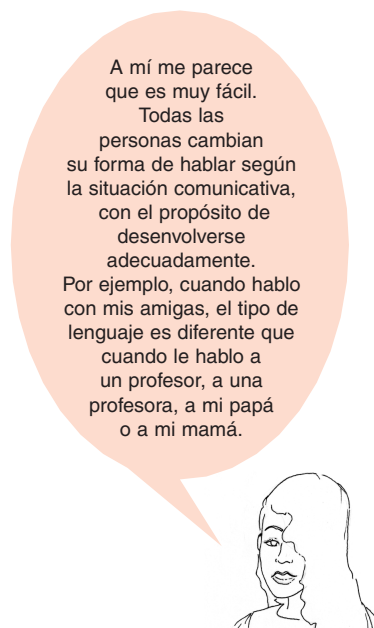 A mí me parece
que es muy fácil.
Todas las
personas cambian
su forma de hablar según
la situación comunicativa,
con el propósito de
desenvolverse
adecuadamente.
Por ejemplo, cuando hablo
con mis amigas, el tipo de
lenguaje es diferente que
cuando le hablo a
un profesor, a una
profesora, a mi papá
o a mi mamá.